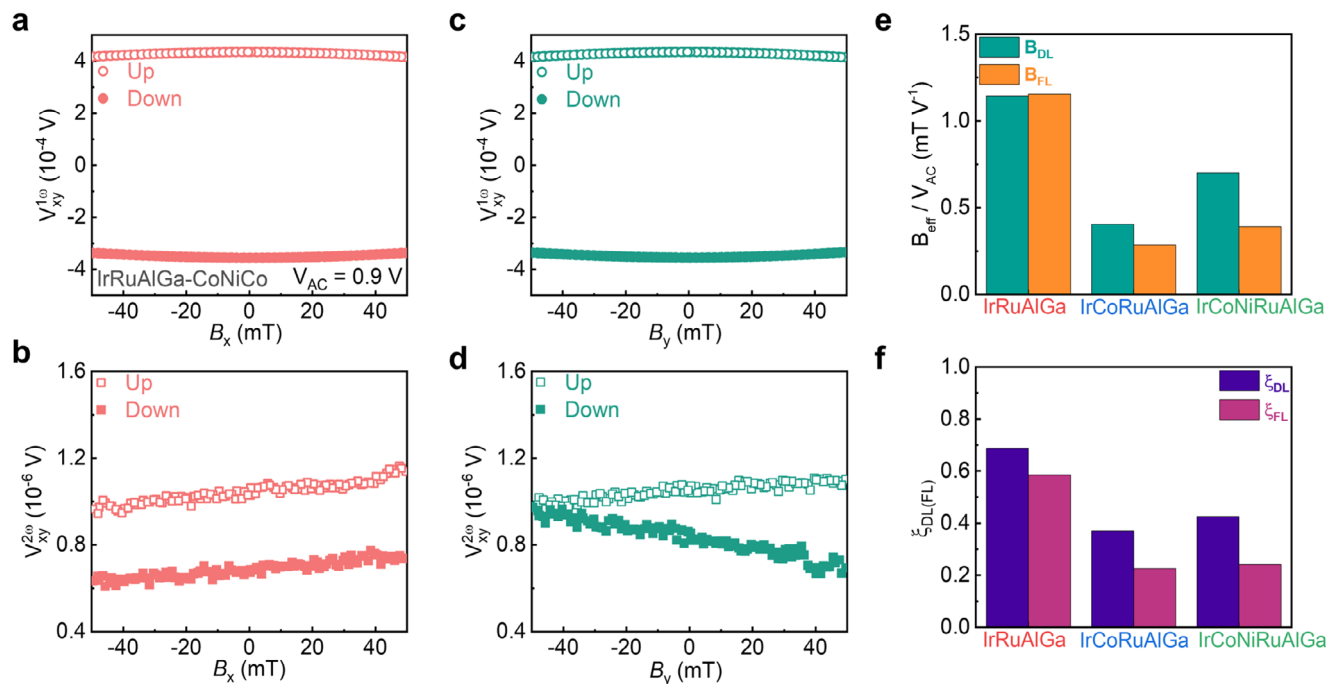 a
V_xy^1ω (10^-4 V)
4
2
0
-2
-4
Up
Down
IrRuAlGa-CoNiCo
V_AC = 0.9 V
-40
-20
0
20
40
B_x (mT)
b
V_xy^2ω (10^-6 V)
1.6
1.2
0.8
0.4
Up
Down
-40
-20
0
20
40
B_x (mT)
c
V_xy^1ω (10^-4 V)
4
2
0
-2
-4
Up
Down
-40
-20
0
20
40
B_y (mT)
d
V_xy^2ω (10^-6 V)
1.6
1.2
0.8
0.4
Up
Down
-40
-20
0
20
40
B_y (mT)
e
B_eff / V_AC (mT V^-1)
1.5
1.0
0.5
0.0
B_DL
B_FL
IrRuAlGa
IrCoRuAlGa
IrCoNiRuAlGa
f
ξ_DL(FL)
1.0
0.8
0.6
0.4
0.2
0.0
ξ_DL
ξ_FL
IrRuAlGa
IrCoRuAlGa
IrCoNiRuAlGa